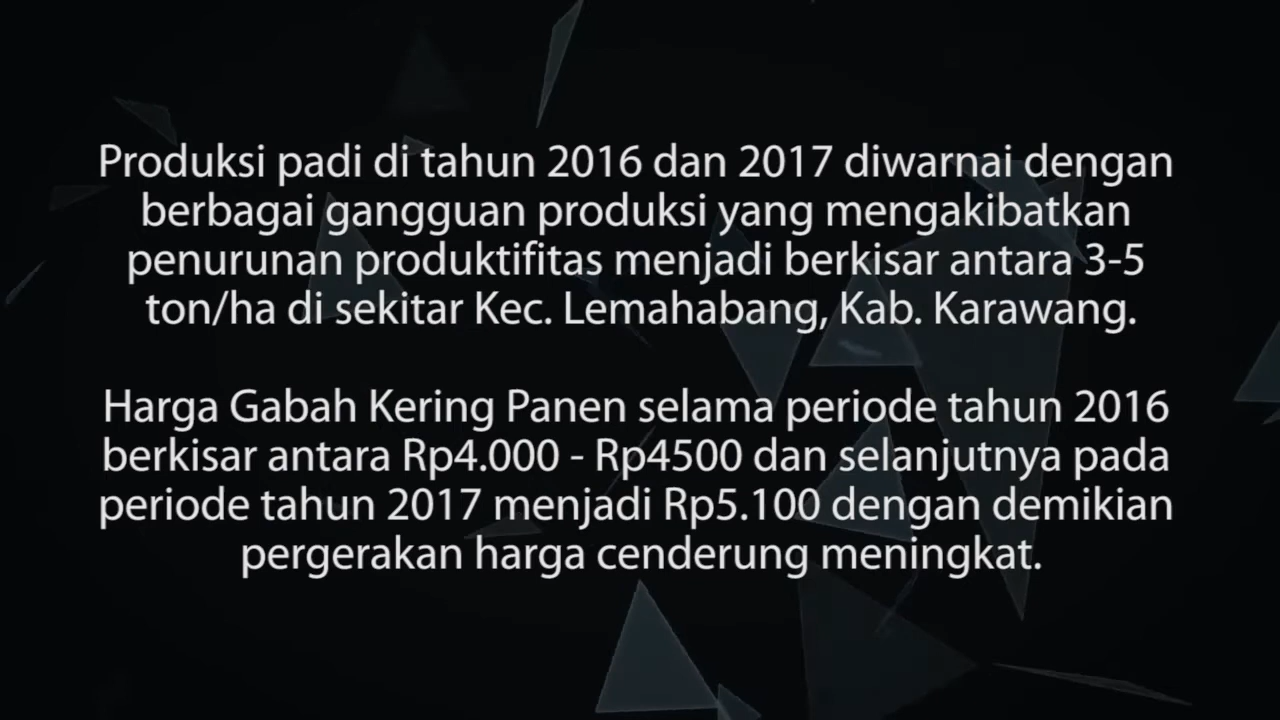 Produksi padi di tahun 2016 dan 2017 diwarnai dengan
berbagai gangguan produksi yang mengakibatkan
penurunan produktifitas menjadi berkisar antara 3-5
ton/ha di sekitar Kec. Lemahabang, Kab. Karawang.
Harga Gabah Kering Panen selama periode tahun 2016
berkisar antara Rp4.000 - Rp4500 dan selanjutnya pada
periode tahun 2017 menjadi Rp5.100 dengan demikian
pergerakan harga cenderung meningkat.